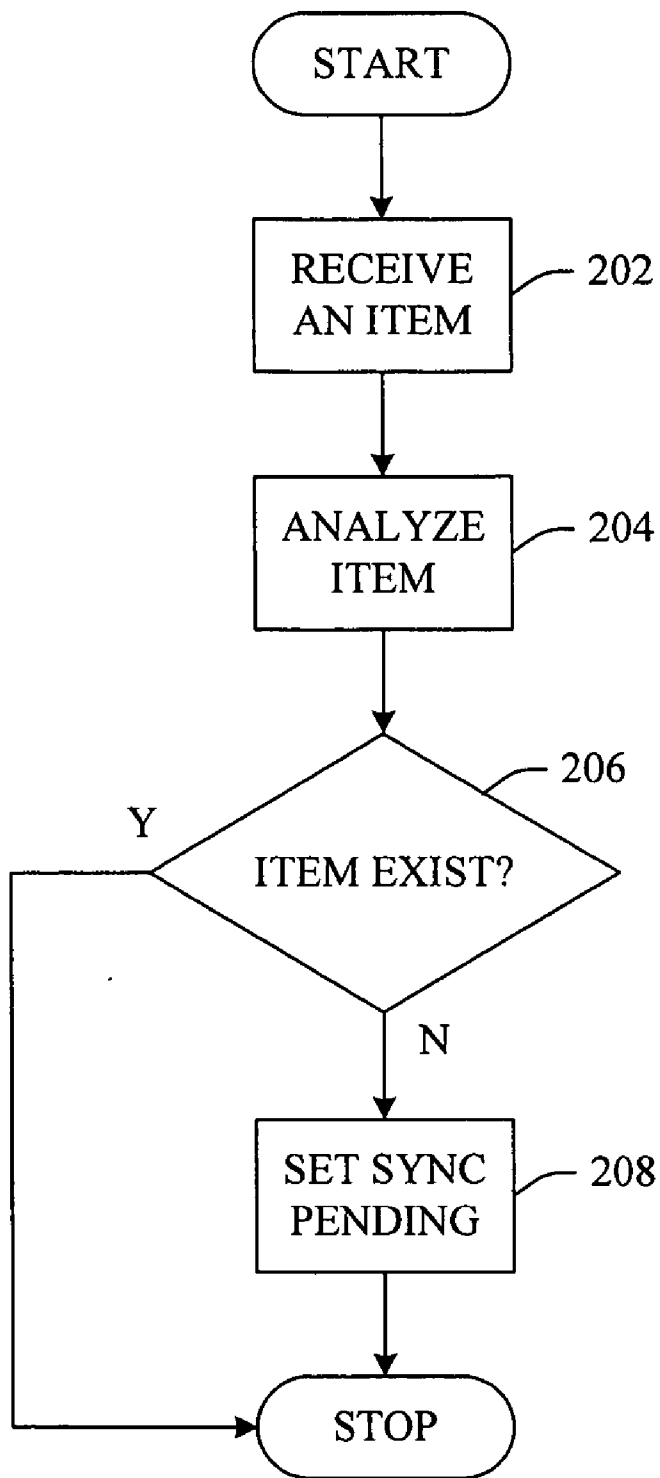 START
RECEIVE
AN ITEM
202
ANALYZE
ITEM
204
206
Y
ITEM EXIST?
N
SET SYNC
PENDING
208
STOP